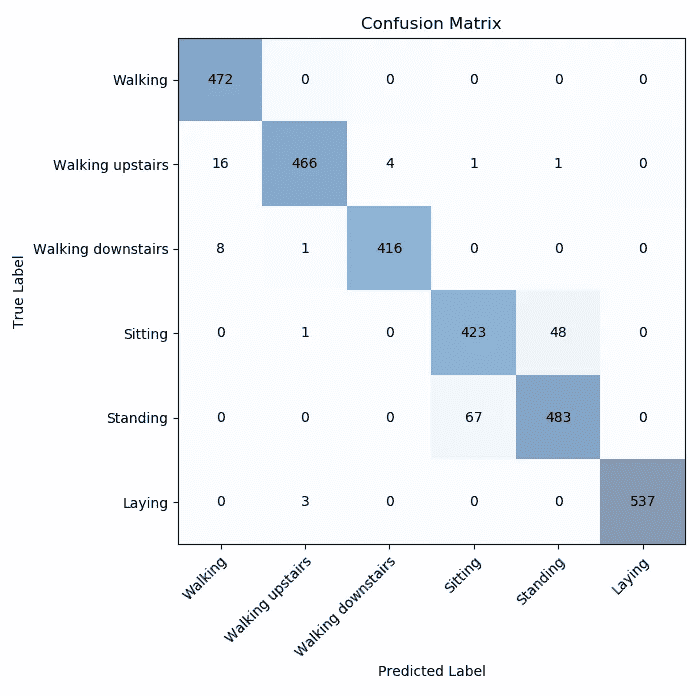 Confusion Matrix
True Label
Walking 472 0 0 0 0 0
Walking upstairs 16 466 4 1 1 0
Walking downstairs 8 1 416 0 0 0
Sitting 0 1 0 423 48 0
Standing 0 0 0 67 483 0
Laying 0 3 0 0 0 537
Walking Walking upstairs Walking downstairs Sitting Standing Laying
Predicted Label